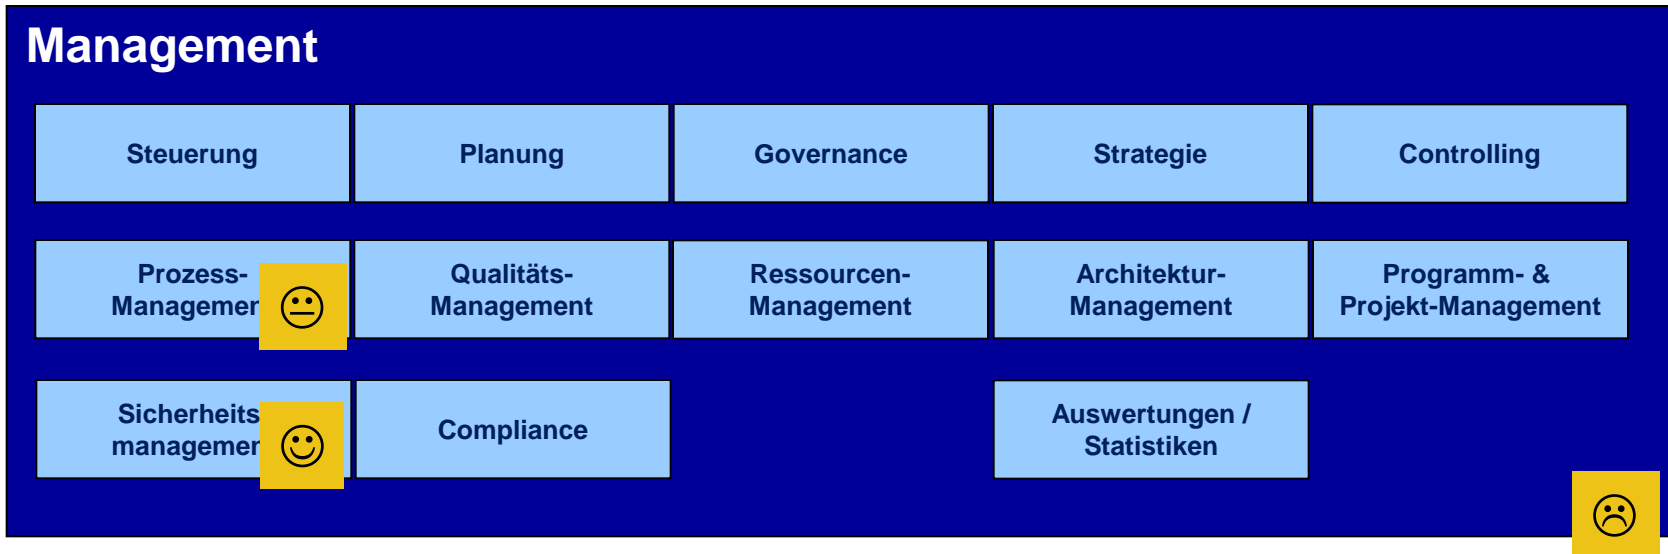 Management
Steuerung
Planung
Governance
Strategie
Controlling
Prozess-
Managemen
Qualitäts-
Management
Ressourcen-
Management
Architektur-
Management
Programm- &
Projekt-Management
Sicherheits
managemen
Compliance
Auswertungen /
Statistiken